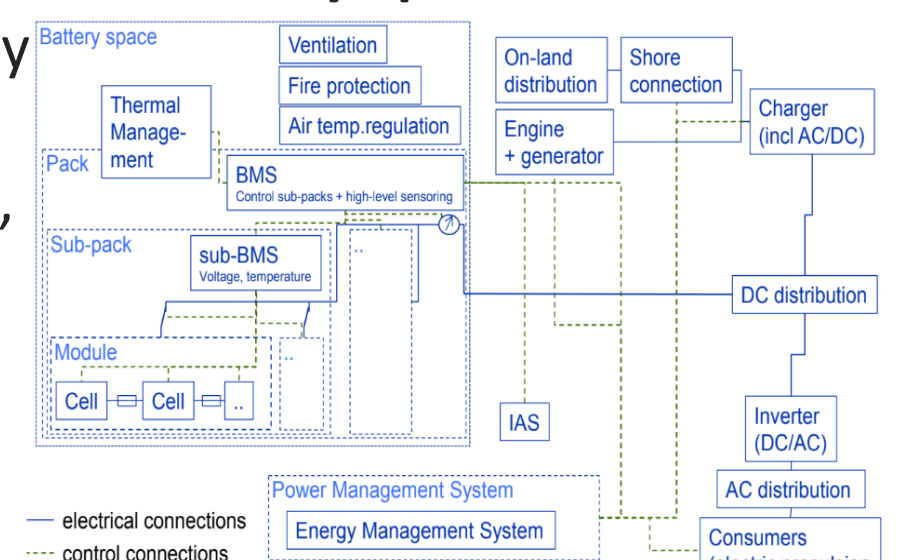 y
,
Battery space
Ventilation
Fire protection
Air temp.regulation
Thermal
Manage-
ment
Pack
BMS
Control sub-packs + high-level sensoring
Sub-pack
sub-BMS
Voltage, temperature
..
Module
..
Cell
Cell
..
On-land
distribution
Shore
connection
Engine
+ generator
Charger
(incl AC/DC)
DC distribution
IAS
Inverter
(DC/AC)
AC distribution
Power Management System
Energy Management System
Consumers
(electric propulsion
electrical connections
control connections